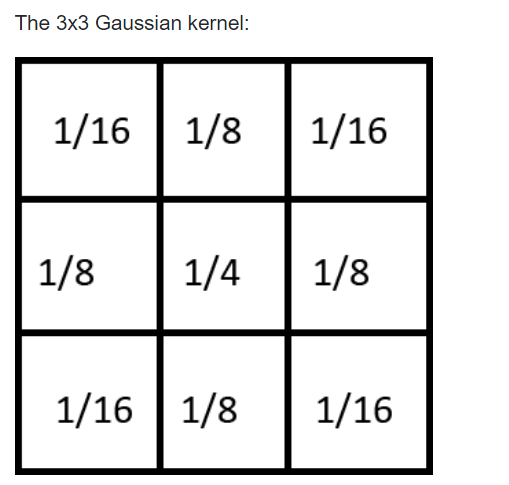 The 3x3 Gaussian kernel:
1/16 1/8 1/16
1/8 1/4 1/8
1/16 1/8 1/16